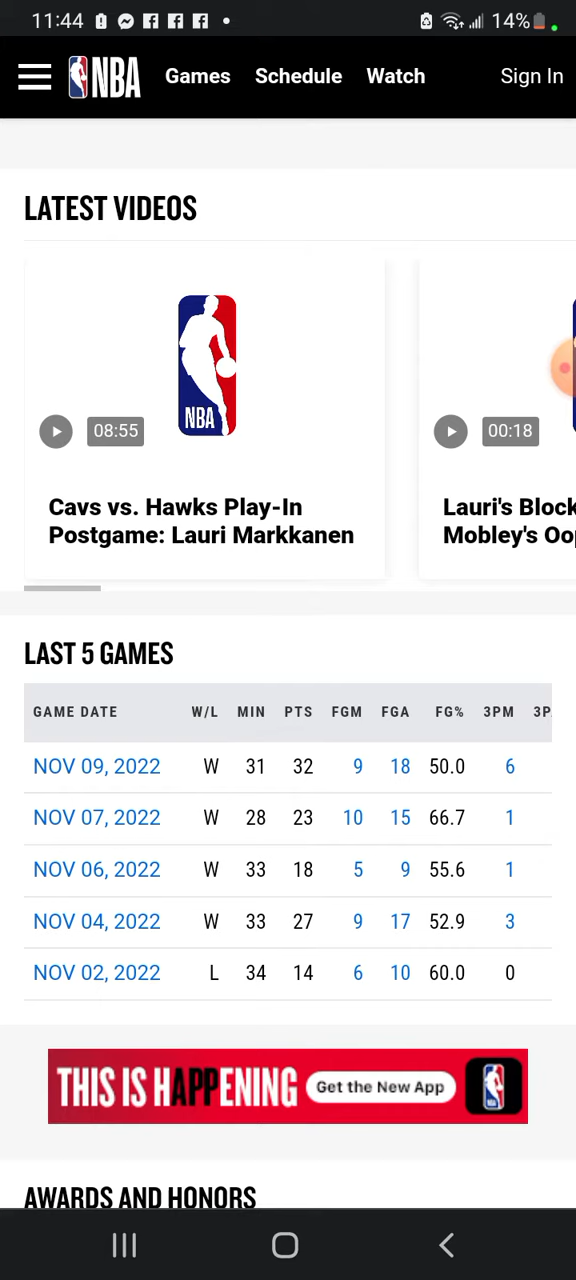 11:44 14%
NBA Games Schedule Watch Sign In
LATEST VIDEOS
NBA
08:55 00:18
Cavs vs. Hawks Play-In
Postgame: Lauri Markkanen
Lauri's Block
Mobley's Oop
LAST 5 GAMES
GAME DATE W/L MIN PTS FGM FGA FG% 3PM 3P
NOV 09, 2022 W 31 32 9 18 50.0 6
NOV 07, 2022 W 28 23 10 15 66.7 1
NOV 06, 2022 W 33 18 5 9 55.6 1
NOV 04, 2022 W 33 27 9 17 52.9 3
NOV 02, 2022 L 34 14 6 10 60.0 0
THIS IS HAPPENING Get the New App
AWARDS AND HONORS